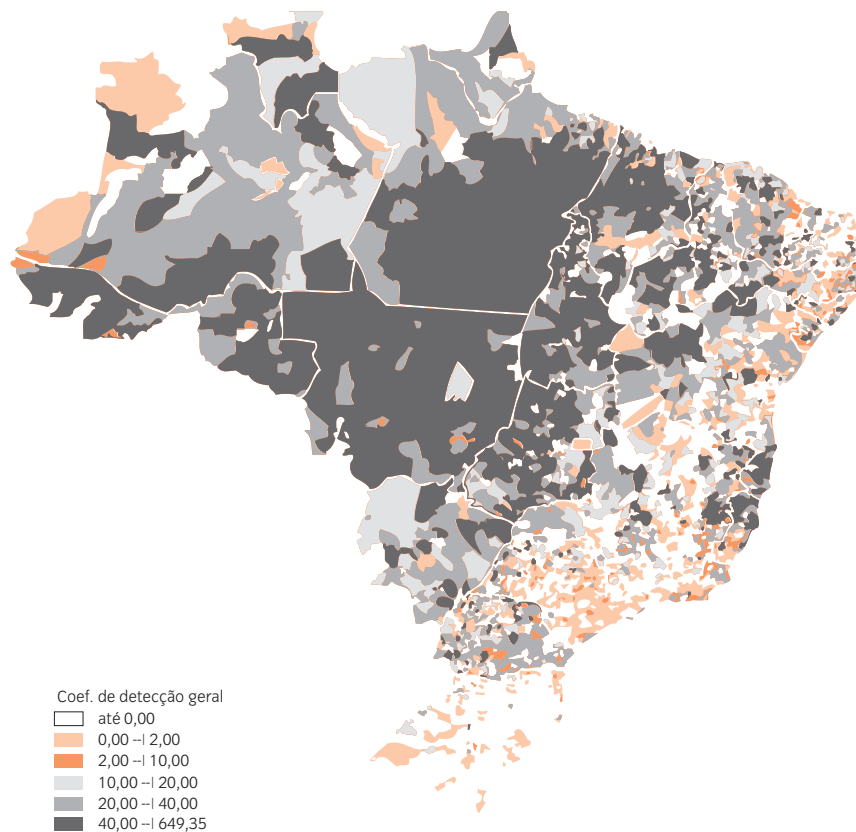 Coef. de detecção geral
até 0,00
0,00 --| 2,00
2,00 --| 10,00
10,00 --| 20,00
20,00 --| 40,00
40,00 --| 649,35